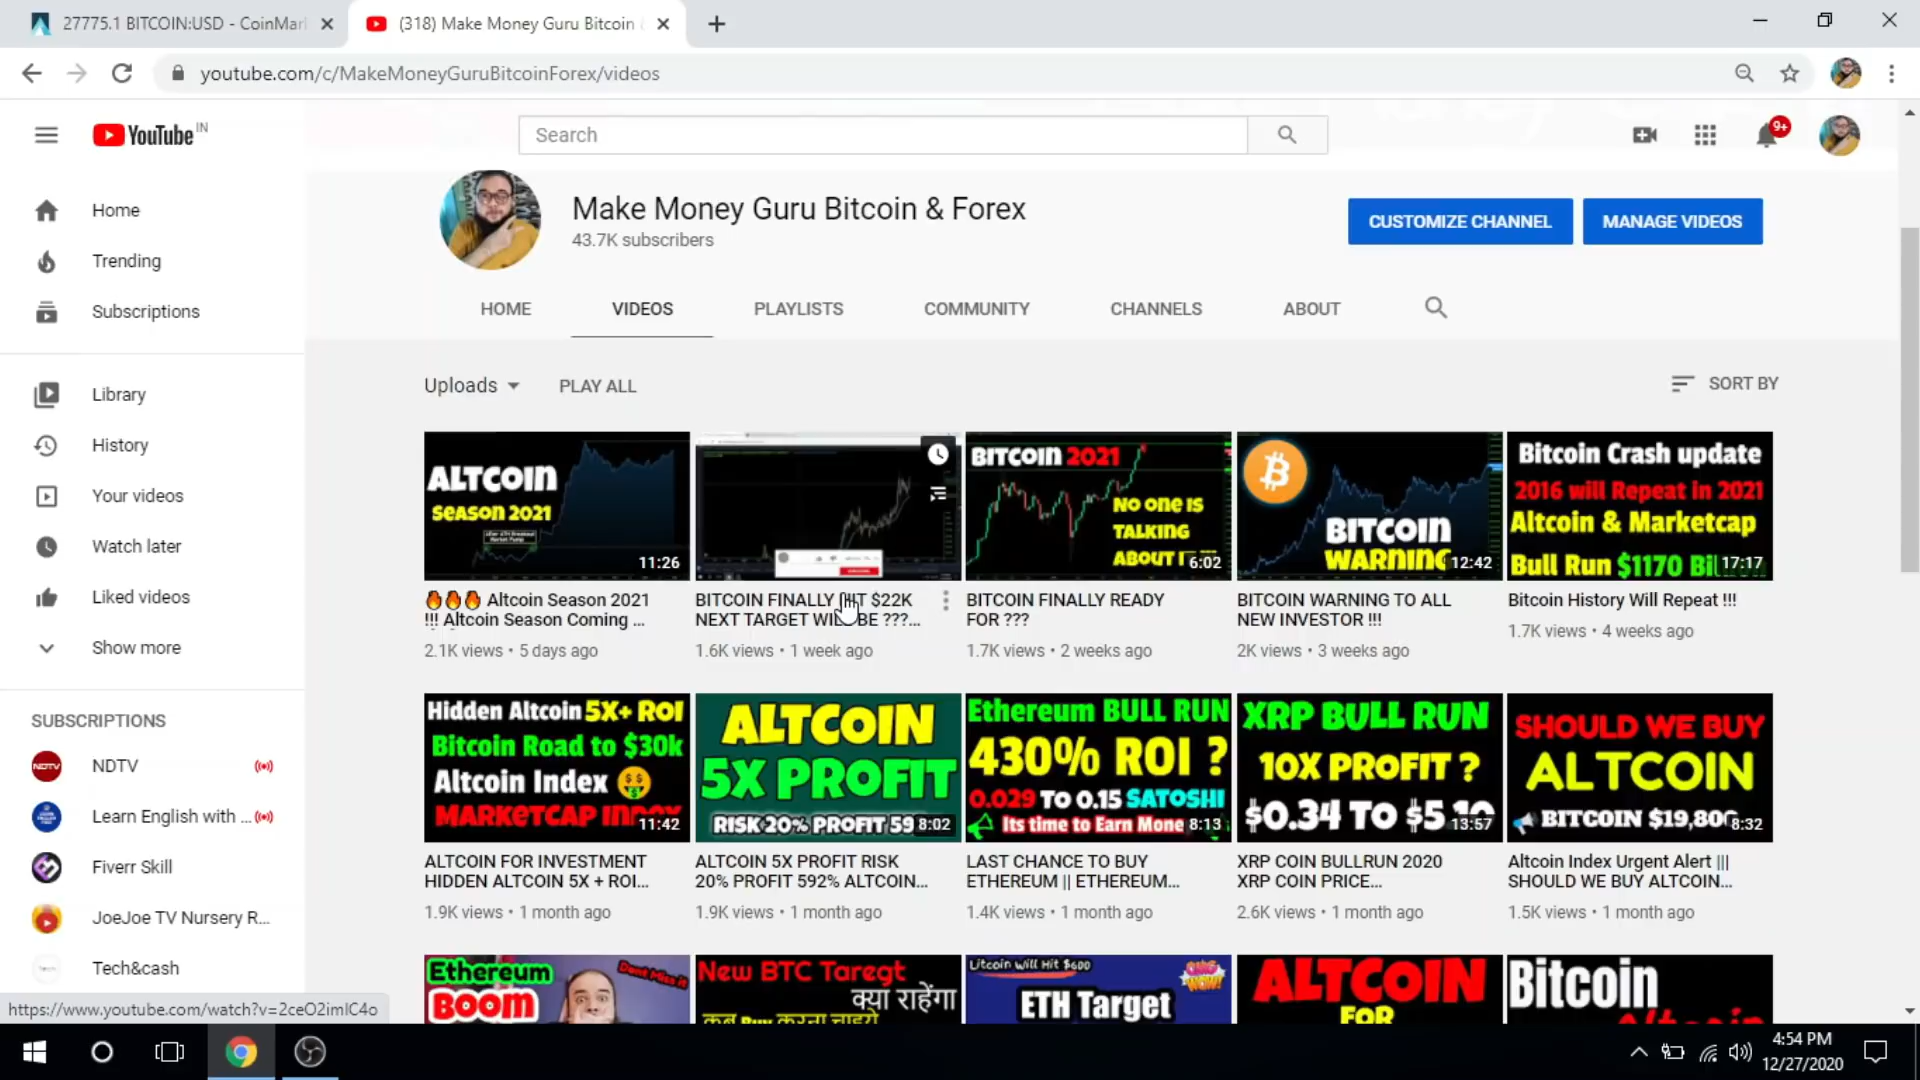 27775.1 BITCOIN:USD - CoinMar
(318) Make Money Guru Bitcoin
youtube.com/c/MakeMoneyGuruBitcoinForex/videos
YouTube IN
Search
9+
Home
Trending
Subscriptions
Library
History
Your videos
Watch later
Liked videos
Show more
SUBSCRIPTIONS
NDTV
NDTV
Learn English with ...
Fiverr Skill
JoeJoe TV Nursery R...
Tech&cash
Make Money Guru Bitcoin & Forex
43.7K subscribers
CUSTOMIZE CHANNEL
MANAGE VIDEOS
HOME
VIDEOS
PLAYLISTS
COMMUNITY
CHANNELS
ABOUT
Uploads
PLAY ALL
SORT BY
ALTCOIN
SEASON 2021
11:26
🔥🔥🔥 Altcoin Season 2021
!!! Altcoin Season Coming ...
2.1K views • 5 days ago
BITCOIN FINALLY $22K
NEXT TARGET BE ???...
1.6K views • 1 week ago
BITCOIN 2021
NO ONE IS
TALKING
ABOUT
6:02
BITCOIN FINALLY READY
FOR ???
1.7K views • 2 weeks ago
BITCOIN
WARNING
12:42
BITCOIN WARNING TO ALL
NEW INVESTOR !!!
2K views • 3 weeks ago
Bitcoin Crash update
2016 will Repeat in 2021
Altcoin & Marketcap
Bull Run $1170 Bil
17:17
Bitcoin History Will Repeat !!!
1.7K views • 4 weeks ago
Hidden Altcoin 5X+ ROI
Bitcoin Road to $30k
Altcoin Index 🤑
MARKETCAP INDEX
11:42
ALTCOIN FOR INVESTMENT
HIDDEN ALTCOIN 5X + ROI...
1.9K views • 1 month ago
ALTCOIN
5X PROFIT
RISK 20% PROFIT 59
8:02
ALTCOIN 5X PROFIT RISK
20% PROFIT 592% ALTCOIN...
1.9K views • 1 month ago
Ethereum BULL RUN
430% ROI ?
0.029 TO 0.15 SATOSHI
Its time to Earn Mone
8:13
LAST CHANCE TO BUY
ETHEREUM || ETHEREUM...
1.4K views • 1 month ago
XRP BULL RUN
10X PROFIT ?
$0.34 TO $5.10
13:57
XRP COIN BULLRUN 2020
XRP COIN PRICE...
2.6K views • 1 month ago
SHOULD WE BUY
ALTCOIN
BITCOIN $19,800
8:32
Altcoin Index Urgent Alert |||
SHOULD WE BUY ALTCOIN...
1.5K views • 1 month ago
Ethereum
BOOM
Dont Miss it
New BTC Taregt
क्या राहेंगा
कब Buy करना चाहये
Litcoin Will Hit $600
ETH Target
ALTCOIN
FOR
Bitcoin
https://www.youtube.com/watch?v=2ceO2imIC4o
4:54 PM
12/27/2020